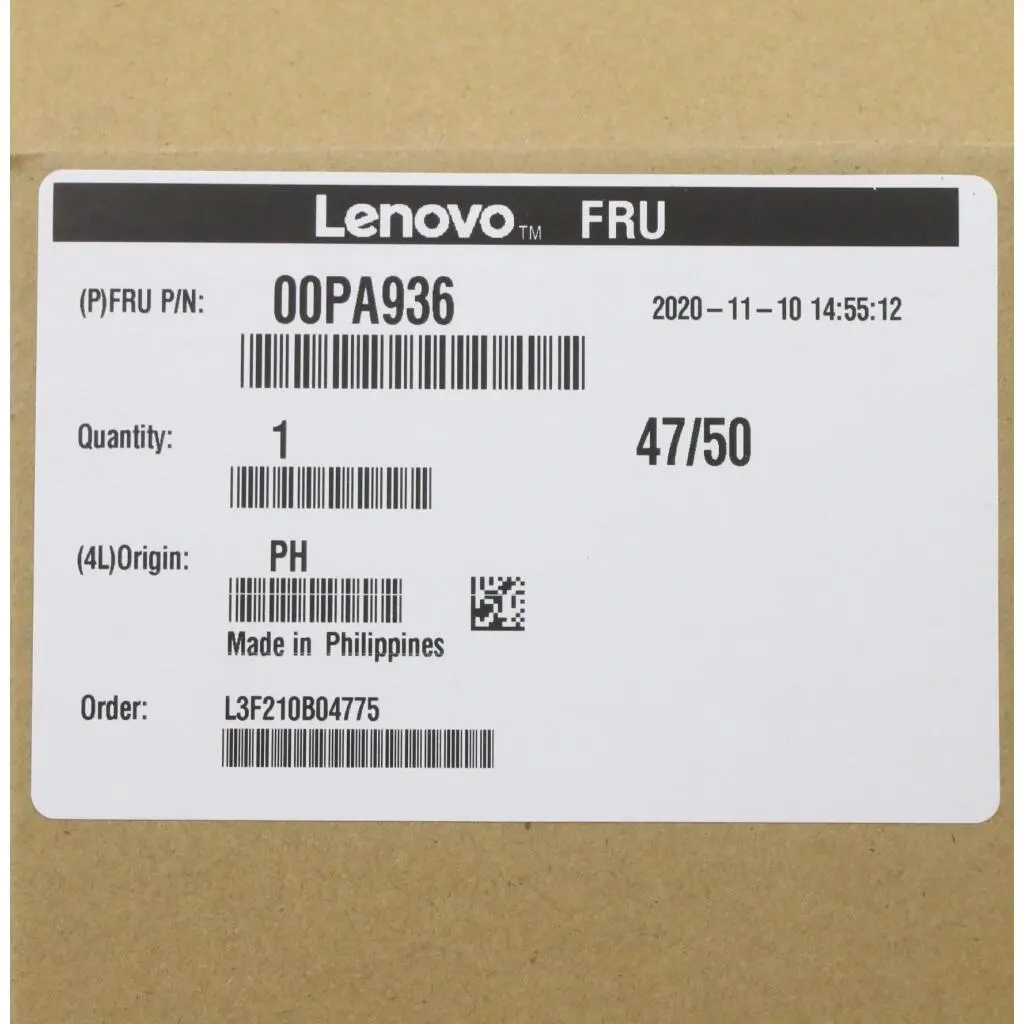 Lenovo™ FRU
(P)FRU P/N: 00PA936 2020-11-10 14:55:12
Quantity: 1 47/50
(4L)Origin: PH
Made in Philippines
Order: L3F210B04775